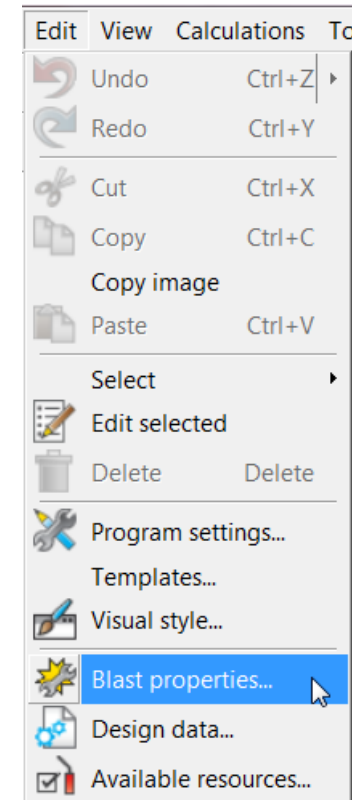 Edit View Calculations To
Undo Ctrl+Z
Redo Ctrl+Y
Cut Ctrl+X
Copy Ctrl+C
Copy image
Paste Ctrl+V
Select
Edit selected
Delete Delete
Program settings...
Templates...
Visual style...
Blast properties...
Design data...
Available resources...